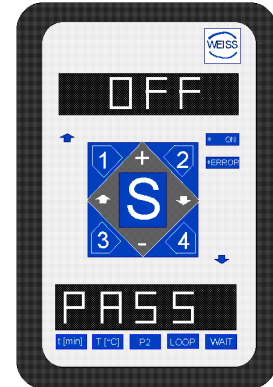 WEISS
OFF
ON
1 + 2
ERROR
S
3 - 4
PASS
t [min] T [°C] P2 LOOP WAIT